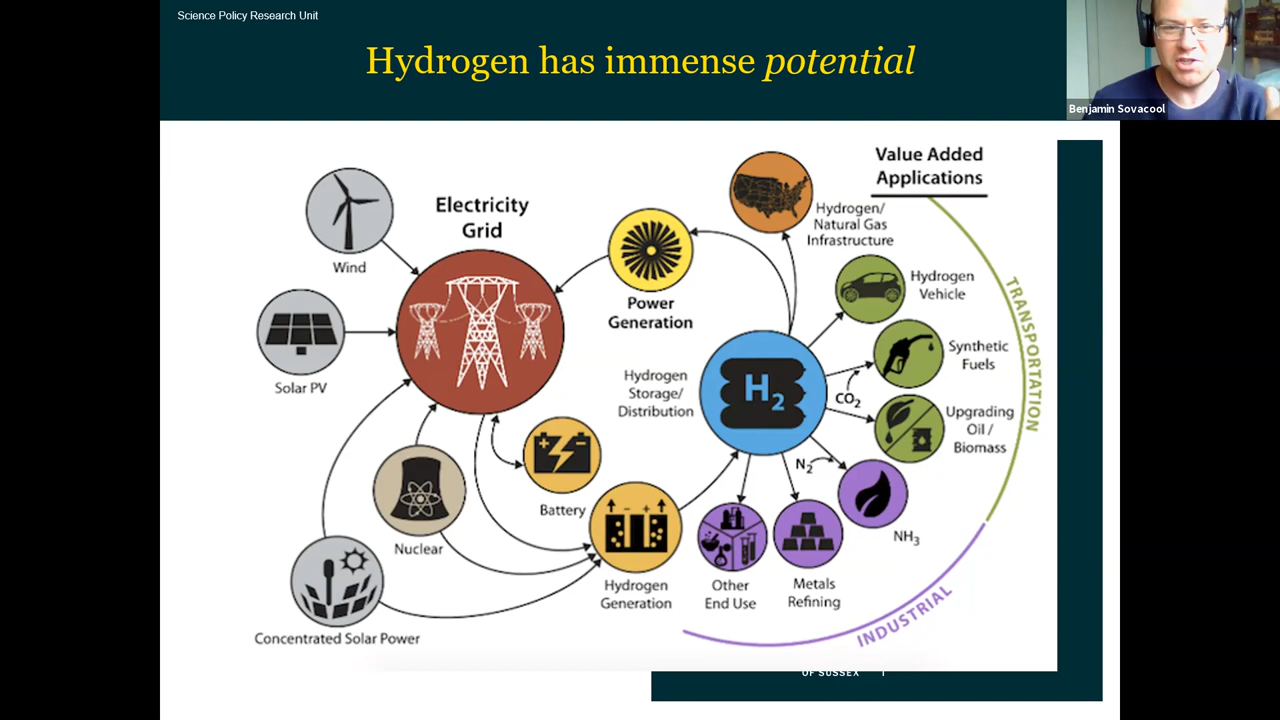 Science Policy Research Unit
Hydrogen has immense potential
Benjamin Sovacool
Value Added
Applications
Electricity
Grid
Wind
Hydrogen/
Natural Gas
Infrastructure
Power
Generation
Hydrogen
Vehicle
TRANSPORTATION
Solar PV
Hydrogen
Storage/
Distribution
H2
CO2
Synthetic
Fuels
Upgrading
Oil /
Biomass
N2
NH3
Battery
Nuclear
Hydrogen
Generation
Other
End Use
Metals
Refining
INDUSTRIAL
Concentrated Solar Power
OF SUSSEX